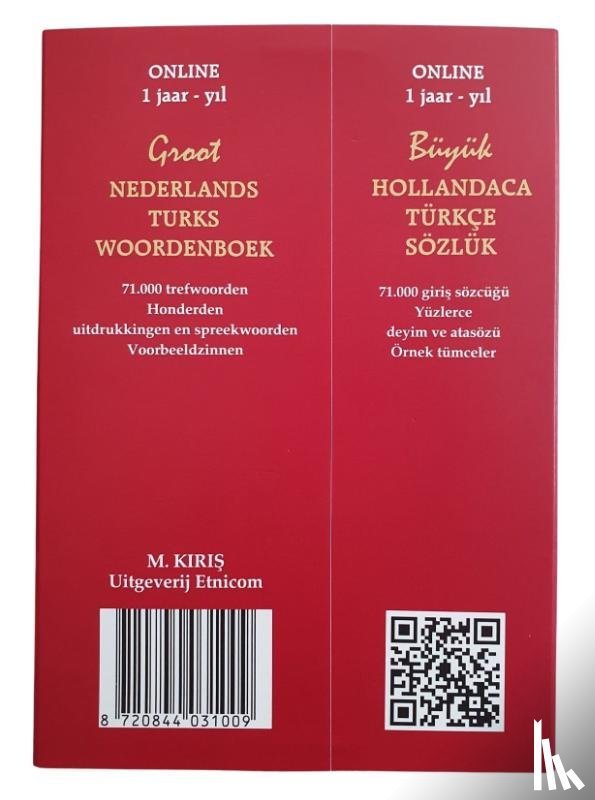 ONLINE
1 jaar - yıl
Groot
NEDERLANDS
TURKS
WOORDENBOEK
71.000 trefwoorden
Honderden
uitdrukkingen en spreekwoorden
Voorbeeldzinnen
M. KIRIŞ
Uitgeverij Etnicom
8 720844 031009
ONLINE
1 jaar - yıl
Büyük
HOLLANDACA
TÜRKÇE
SÖZLÜK
71.000 giriş sözcüğü
Yüzlerce
deyim ve atasözü
Örnek tümceler